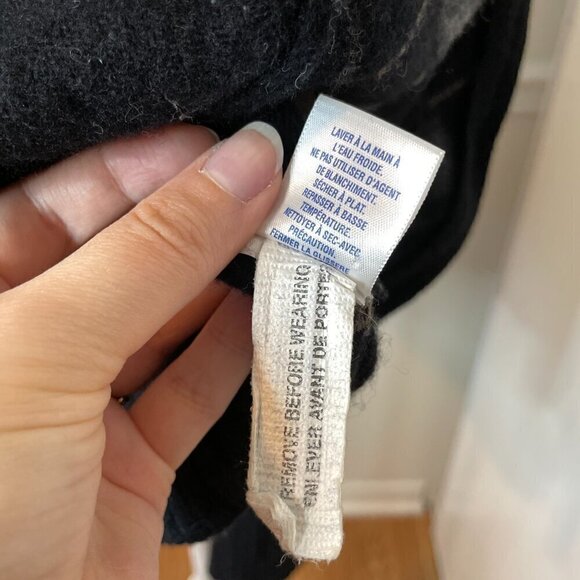 LAVER À LA MAIN À
L'EAU FROIDE.
NE PAS UTILISER D'AGENT
DE BLANCHIMENT.
SÉCHER À PLAT.
REPASSER À BASSE
TEMPÉRATURE.
NETTOYER À SEC-AVEC
PRÉCAUTION.
FERMER LA GLISSIÈRE
REMOVE BEFORE WEARING
ENLEVER AVANT DE PORTER